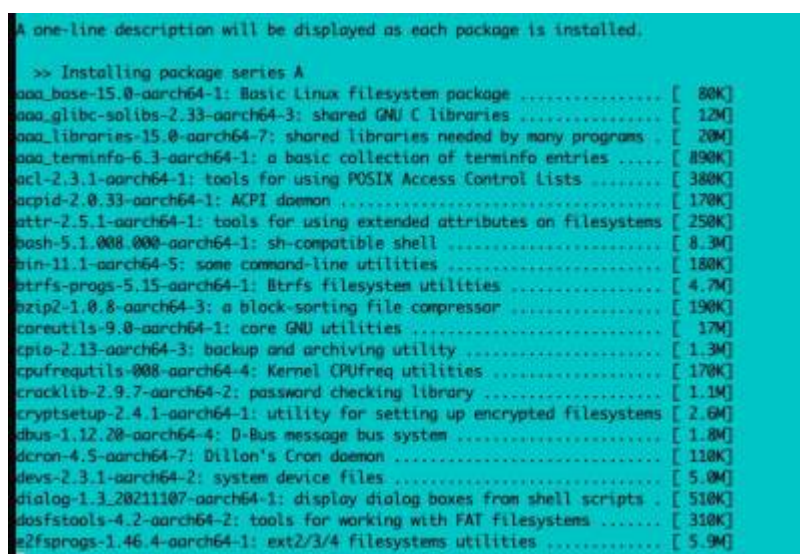 A one-line description will be displayed as each package is installed.
>> Installing package series A
aaa_base-15.0-aarch64-1: Basic Linux filesystem package ................ [ 80K]
aaa_glibc-solibs-2.33-aarch64-3: shared GNU C libraries ................ [ 12M]
aaa_libraries-15.0-aarch64-7: shared libraries needed by many programs . [ 20M]
aaa_terminfo-6.3-aarch64-1: a basic collection of terminfo entries ..... [ 890K]
acl-2.3.1-aarch64-1: tools for using POSIX Access Control Lists ........ [ 380K]
acpid-2.0.33-aarch64-1: ACPI daemon .................................... [ 170K]
attr-2.5.1-aarch64-1: tools for using extended attributes on filesystems [ 250K]
bash-5.1.008.000-aarch64-1: sh-compatible shell ........................ [ 8.3M]
bin-11.1-aarch64-5: some command-line utilities ........................ [ 180K]
btrfs-progs-5.15-aarch64-1: Btrfs filesystem utilities ................. [ 4.7M]
bzip2-1.0.8-aarch64-3: a block-sorting file compressor ................. [ 190K]
coreutils-9.0-aarch64-1: core GNU utilities ............................ [ 17M]
cpio-2.13-aarch64-3: backup and archiving utility ...................... [ 1.3M]
cpufrequtils-008-aarch64-4: Kernel CPUfreq utilities ................... [ 170K]
cracklib-2.9.7-aarch64-2: password checking library .................... [ 1.1M]
cryptsetup-2.4.1-aarch64-1: utility for setting up encrypted filesystems [ 2.6M]
dbus-1.12.20-aarch64-4: D-Bus message bus system ....................... [ 1.8M]
dcron-4.5-aarch64-7: Dillon's Cron daemon .............................. [ 110K]
devs-2.3.1-aarch64-2: system device files .............................. [ 5.0M]
dialog-1.3_20211107-aarch64-1: display dialog boxes from shell scripts . [ 510K]
dosfstools-4.2-aarch64-2: tools for working with FAT filesystems ....... [ 310K]
e2fsprogs-1.46.4-aarch64-1: ext2/3/4 filesystems utilities ............. [ 5.9M]